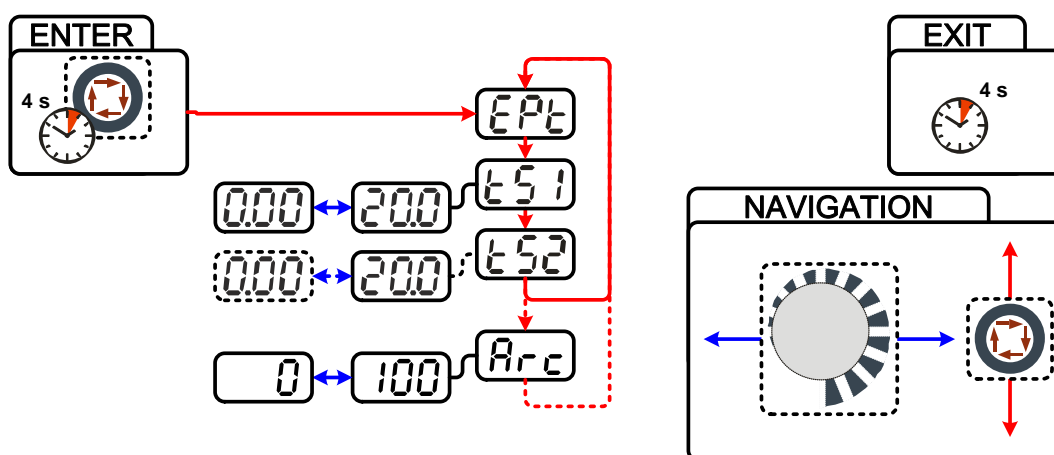 ENTER
4 s
EPt
tS1
0.00
20.0
tS2
0.00
20.0
Arc
0
100
EXIT
4 s
NAVIGATION